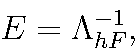 $E = \Lambda_{hF}^{-1},$